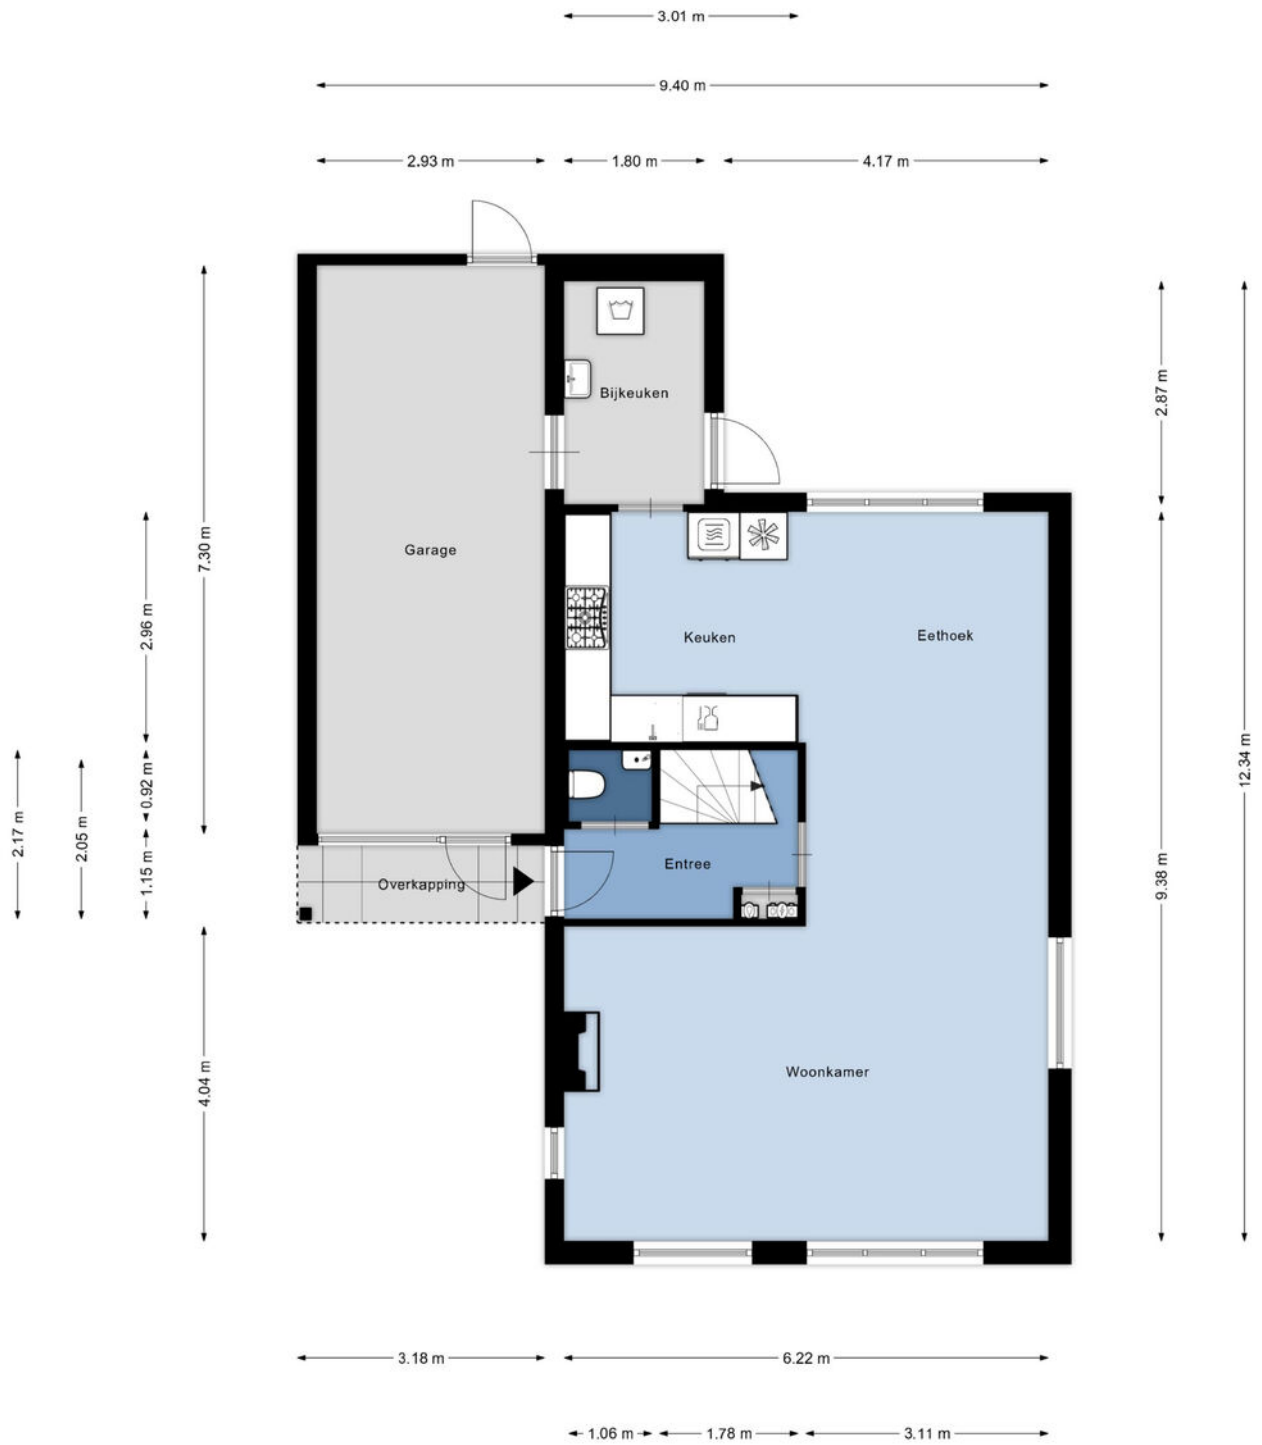 3.01 m
9.40 m
2.93 m
1.80 m
4.17 m
Bijkeuken
2.87 m
Garage
7.30 m
2.96 m
Keuken
Eethoek
12.34 m
2.17 m
2.05 m
0.92 m
1.15 m
Entree
Overkapping
9.38 m
4.04 m
Woonkamer
3.18 m
6.22 m
1.06 m
1.78 m
3.11 m